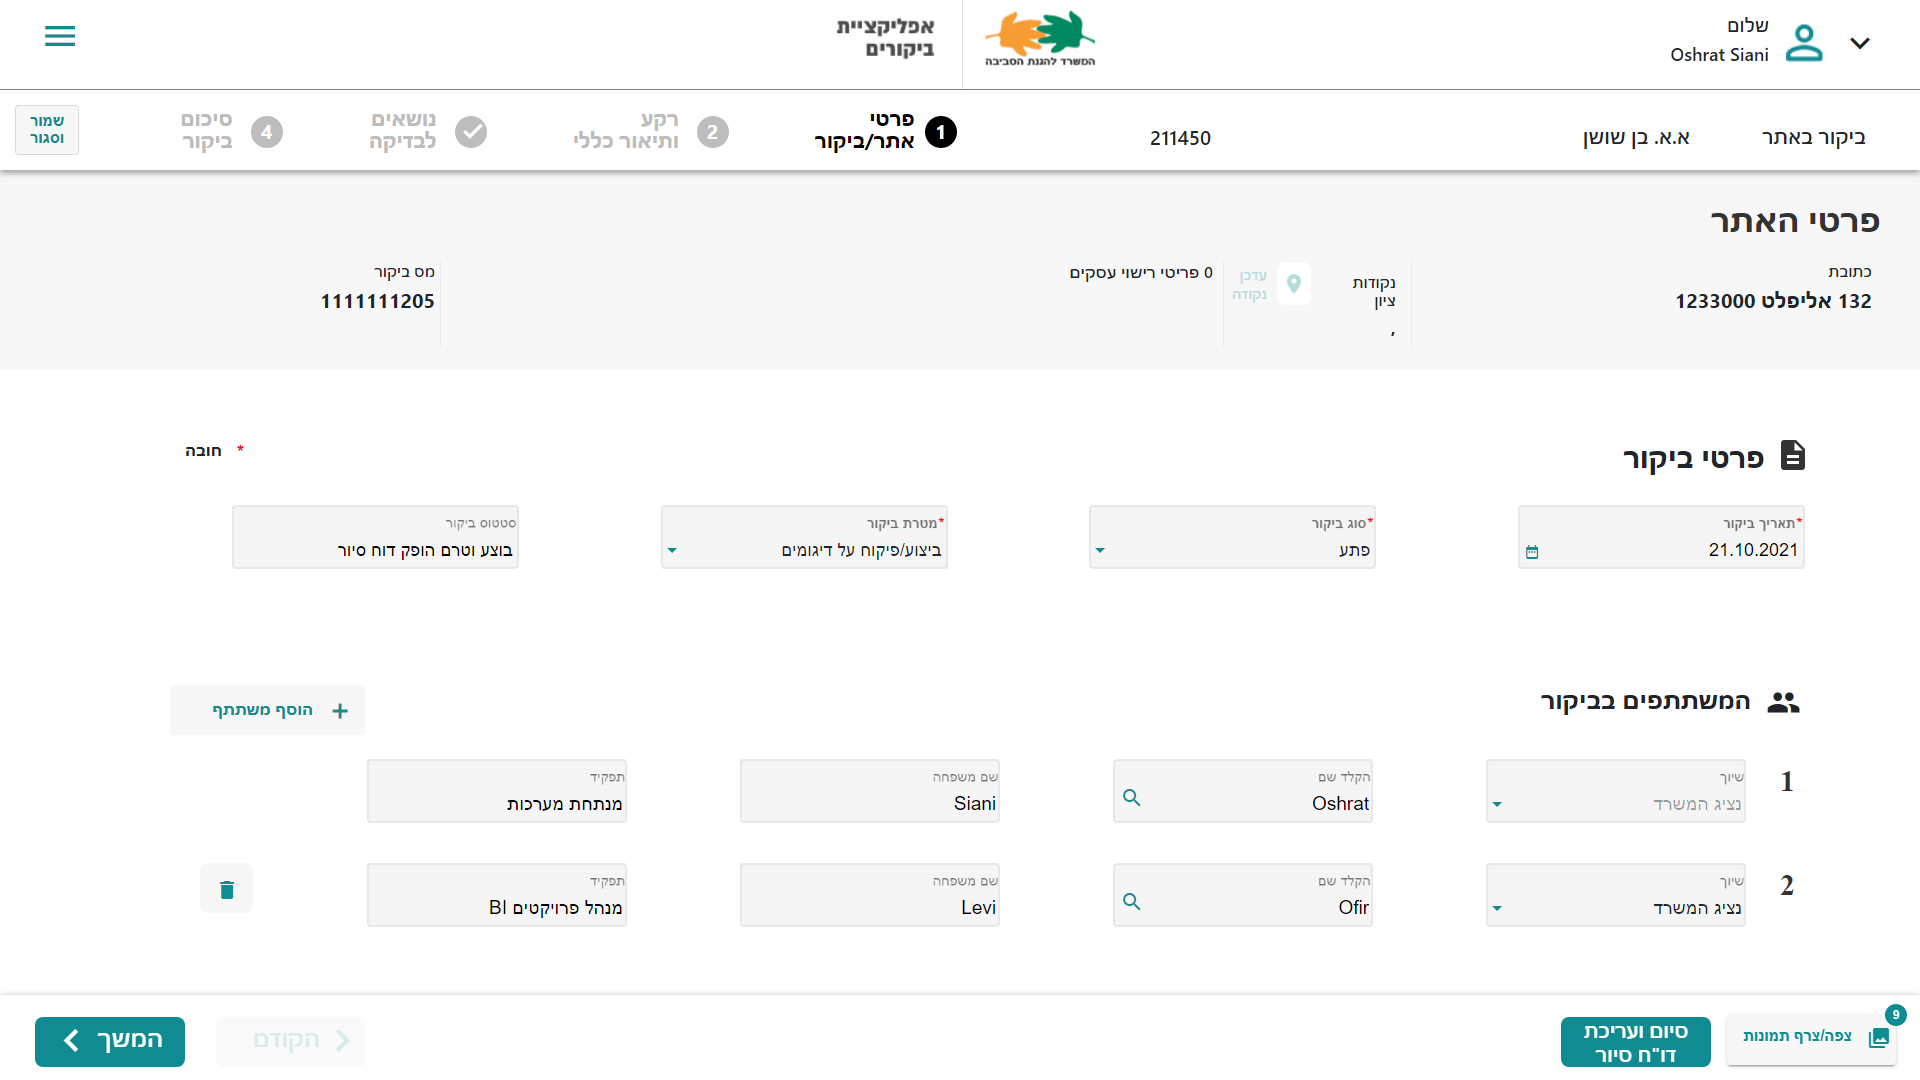 שלום
Oshrat Siani
המשרד להגנת הסביבה
אפליקציית
ביקורים
ביקור באתר
א.א. בן שושן
211450
1
פרטי
אתר/ביקור
2
רקע
ותיאור כללי
נושאים
לבדיקה
4
סיכום
ביקור
שמור
וסגור
פרטי האתר
כתובת
132 אליפלט 1233000
נקודות
ציון
,
עדכן
נקודה
0 פריטי רישוי עסקים
מס ביקור
1111111205
פרטי ביקור
* חובה
*תאריך ביקור
21.10.2021
*סוג ביקור
פתע
*מטרת ביקור
ביצוע/פיקוח על דיגומים
סטטוס ביקור
בוצע וטרם הופק דוח סיור
המשתתפים בביקור
+ הוסף משתתף
1
שיוך
נציג המשרד
הקלד שם
Oshrat
שם משפחה
Siani
תפקיד
מנתחת מערכות
2
שיוך
נציג המשרד
הקלד שם
Ofir
שם משפחה
Levi
תפקיד
מנהל פרויקטים BI
9
צפה/צרף תמונות
סיום ועריכת
דו"ח סיור
הקודם
המשך